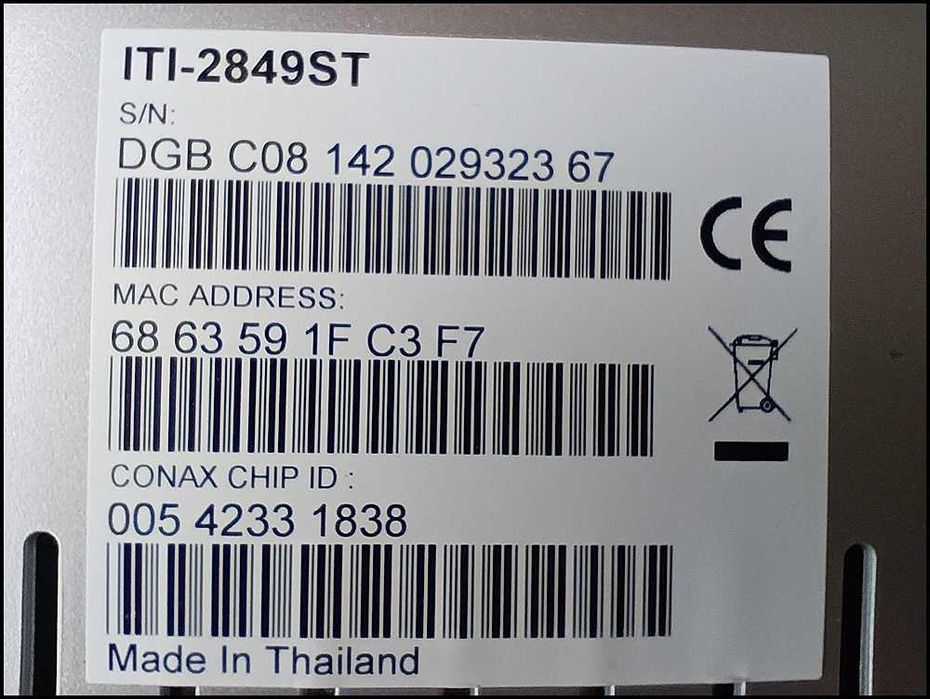 ITI-2849ST
S/N:
DGB C08 142 029323 67
CE
MAC ADDRESS:
68 63 59 1F C3 F7
CONAX CHIP ID :
005 4233 1838
Made In Thailand